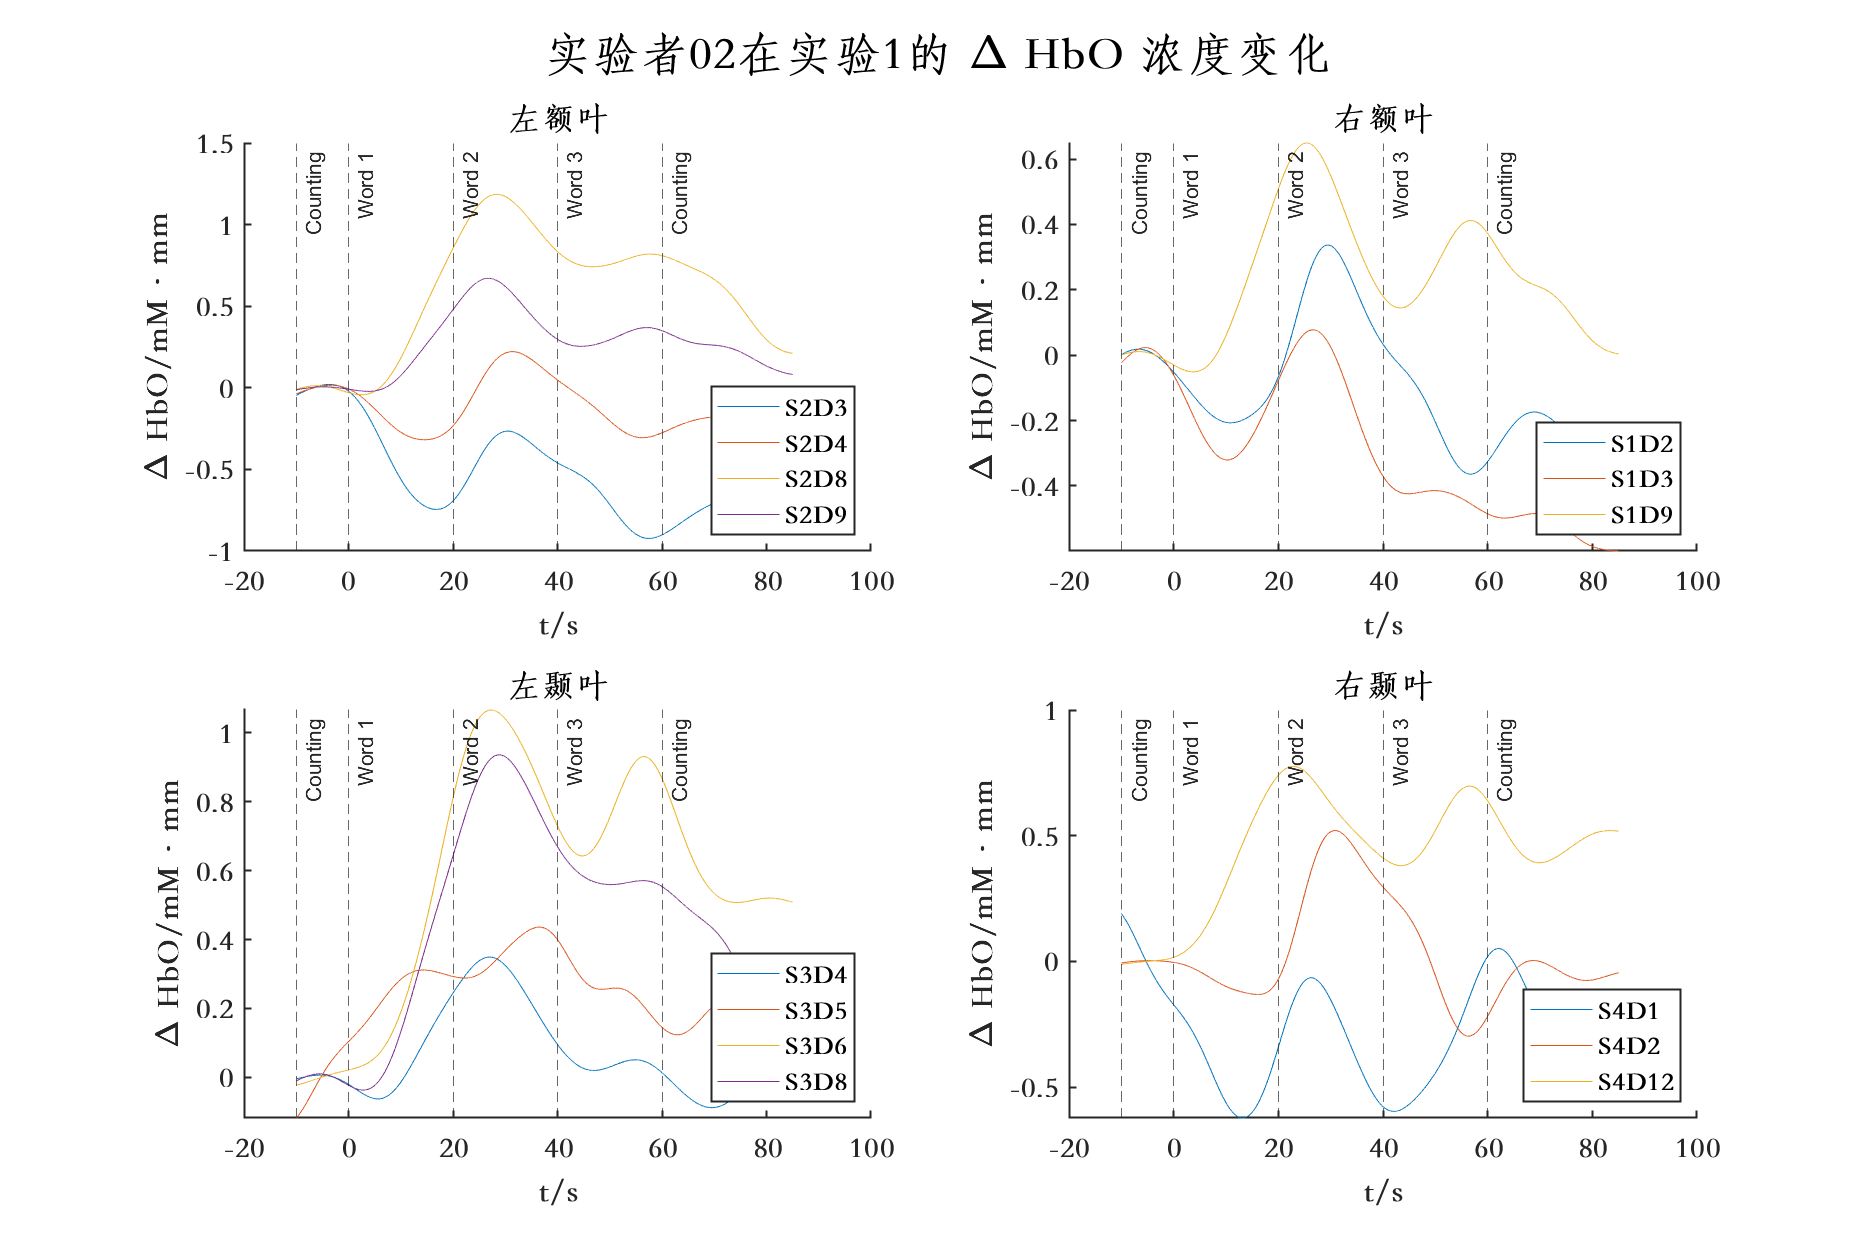 实验者02在实验1的 Δ HbO 浓度变化
左额叶
Δ HbO/mM · mm
1.5
1
0.5
0
-0.5
-1
Counting
Word 1
Word 2
Word 3
Counting
S2D3
S2D4
S2D8
S2D9
-20 0 20 40 60 80 100
t/s
右额叶
Δ HbO/mM · mm
0.6
0.4
0.2
0
-0.2
-0.4
Counting
Word 1
Word 2
Word 3
Counting
S1D2
S1D3
S1D9
-20 0 20 40 60 80 100
t/s
左颞叶
Δ HbO/mM · mm
1
0.8
0.6
0.4
0.2
0
Counting
Word 1
Word 2
Word 3
Counting
S3D4
S3D5
S3D6
S3D8
-20 0 20 40 60 80 100
t/s
右颞叶
Δ HbO/mM · mm
1
0.5
0
-0.5
Counting
Word 1
Word 2
Word 3
Counting
S4D1
S4D2
S4D12
-20 0 20 40 60 80 100
t/s